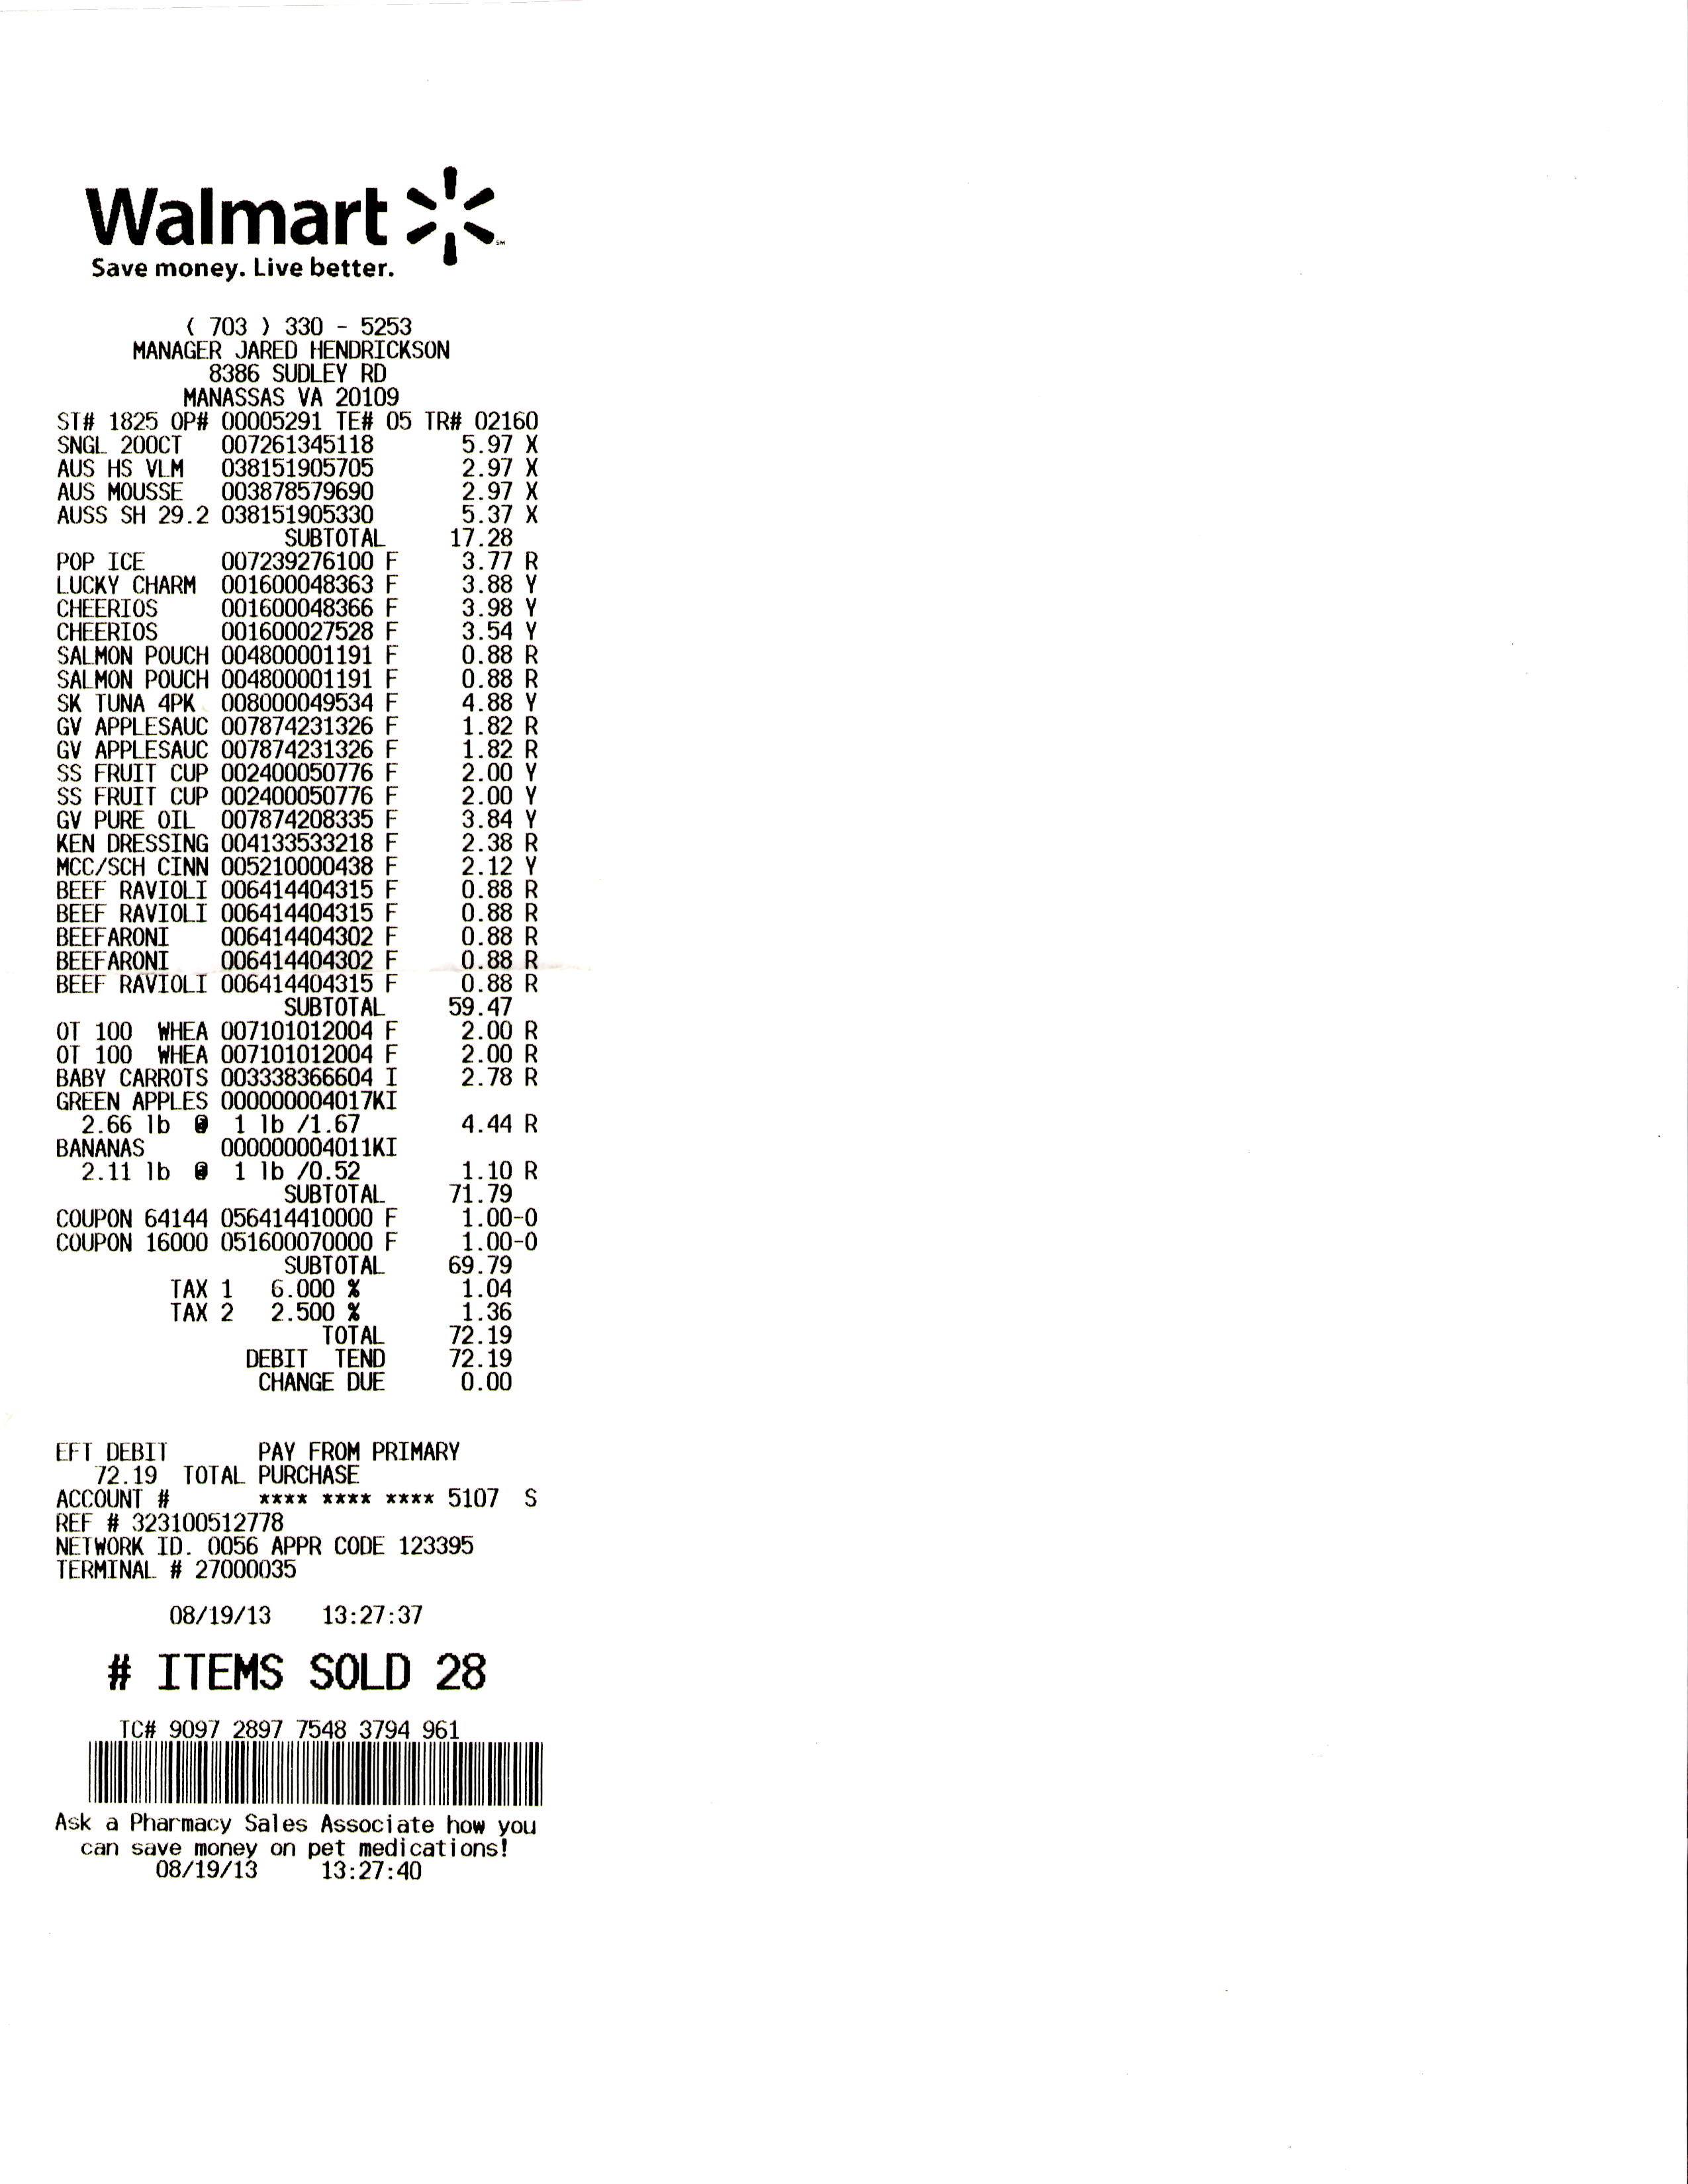 Walmart
Save money. Live better.
( 703 ) 330 - 5253
MANAGER JARED HENDRICKSON
8386 SUDLEY RD
MANASSAS VA 20109
ST# 1825 OP# 00005291 TE# 05 TR# 02160
SNGL 200CT 007261345118 5.97 X
AUS HS VLM 038151905705 2.97 X
AUS MOUSSE 003878579690 2.97 X
AUSS SH 29.2 038151905330 5.37 X
SUBTOTAL 17.28
POP ICE 007239276100 F 3.77 R
LUCKY CHARM 001600048363 F 3.88 Y
CHEERIOS 001600048366 F 3.98 Y
CHEERIOS 001600027528 F 3.54 Y
SALMON POUCH 004800001191 F 0.88 R
SALMON POUCH 004800001191 F 0.88 R
SK TUNA 4PK 008000049534 F 4.88 Y
GV APPLESAUC 007874231326 F 1.82 R
GV APPLESAUC 007874231326 F 1.82 R
SS FRUIT CUP 002400050776 F 2.00 Y
SS FRUIT CUP 002400050776 F 2.00 Y
GV PURE OIL 007874208335 F 3.84 Y
KEN DRESSING 004133533218 F 2.38 R
MCC/SCH CINN 005210000438 F 2.12 Y
BEEF RAVIOLI 006414404315 F 0.88 R
BEEF RAVIOLI 006414404315 F 0.88 R
BEEFARONI 006414404302 F 0.88 R
BEEFARONI 006414404302 F 0.88 R
BEEF RAVIOLI 006414404315 F 0.88 R
SUBTOTAL 59.47
OT 100 WHEA 007101012004 F 2.00 R
OT 100 WHEA 007101012004 F 2.00 R
BABY CARROTS 003338366604 I 2.78 R
GREEN APPLES 000000004017KI
2.66 lb @ 1 lb /1.67 4.44 R
BANANAS 000000004011KI
2.11 lb @ 1 lb /0.52 1.10 R
SUBTOTAL 71.79
COUPON 64144 056414410000 F 1.00-O
COUPON 16000 051600070000 F 1.00-O
SUBTOTAL 69.79
TAX 1 6.000 % 1.04
TAX 2 2.500 % 1.36
TOTAL 72.19
DEBIT TEND 72.19
CHANGE DUE 0.00
EFT DEBIT PAY FROM PRIMARY
72.19 TOTAL PURCHASE
ACCOUNT # **** **** **** 5107 S
REF # 323100512778
NETWORK ID. 0056 APPR CODE 123395
TERMINAL # 27000035
08/19/13 13:27:37
# ITEMS SOLD 28
TC# 9097 2897 7548 3794 961
Ask a Pharmacy Sales Associate how you
can save money on pet medications!
08/19/13 13:27:40